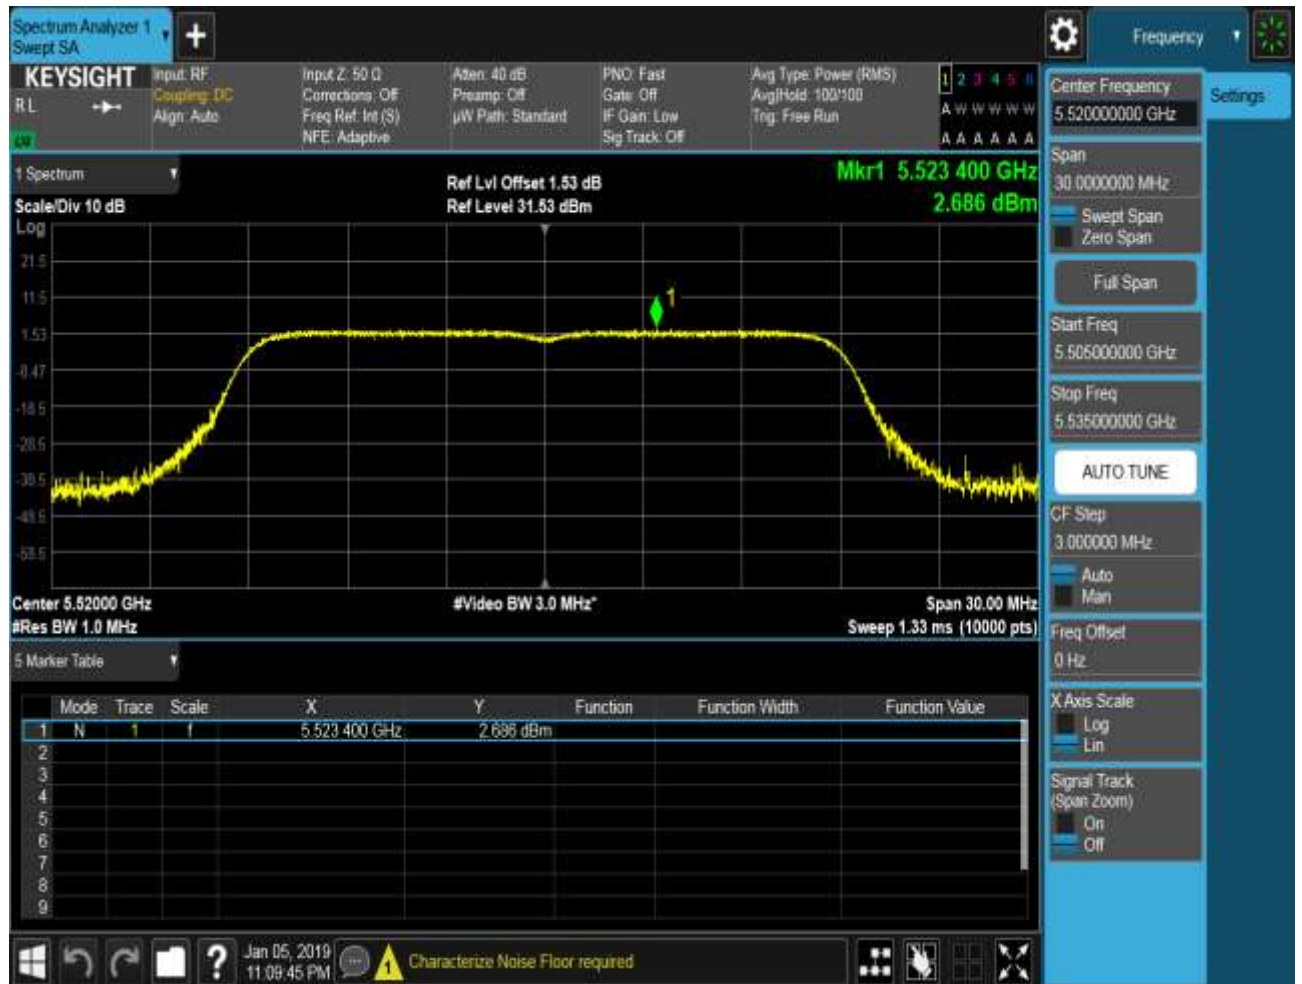 Spectrum Analyzer 1
Swept SA
+
Frequency
KEYSIGHT
RL
Input: RF
Coupling: DC
Align: Auto
Input Z: 50 Ω
Corrections: Off
Freq Ref: Int (S)
NFE: Adaptive
Atten: 40 dB
Preamp: Off
µW Path: Standard
PNO: Fast
Gate: Off
IF Gain: Low
Sig Track: Off
Avg Type: Power (RMS)
Avg|Hold: 100/100
Trig: Free Run
1 2 3 4 5 6
A W W W W W
A A A A A A
Center Frequency
5.520000000 GHz
Settings
Span
30.0000000 MHz
Swept Span
Zero Span
Full Span
Start Freq
5.505000000 GHz
Stop Freq
5.535000000 GHz
AUTO TUNE
CF Step
3.000000 MHz
Auto
Man
Freq Offset
0 Hz
X Axis Scale
Log
Lin
Signal Track
(Span Zoom)
On
Off
1 Spectrum
Scale/Div 10 dB
Log
Ref Lvl Offset 1.53 dB
Ref Level 31.53 dBm
Mkr1 5.523 400 GHz
2.686 dBm
21.5
11.5
1.53
-8.47
-18.5
-28.5
-38.5
-48.5
-58.5
1
Center 5.52000 GHz
#Res BW 1.0 MHz
#Video BW 3.0 MHz*
Span 30.00 MHz
Sweep 1.33 ms (10000 pts)
5 Marker Table
Mode Trace Scale X Y Function Function Width Function Value
1 N 1 f 5.523 400 GHz 2.686 dBm
2
3
4
5
6
7
8
9
?
Jan 05, 2019
11:09:45 PM
1
Characterize Noise Floor required